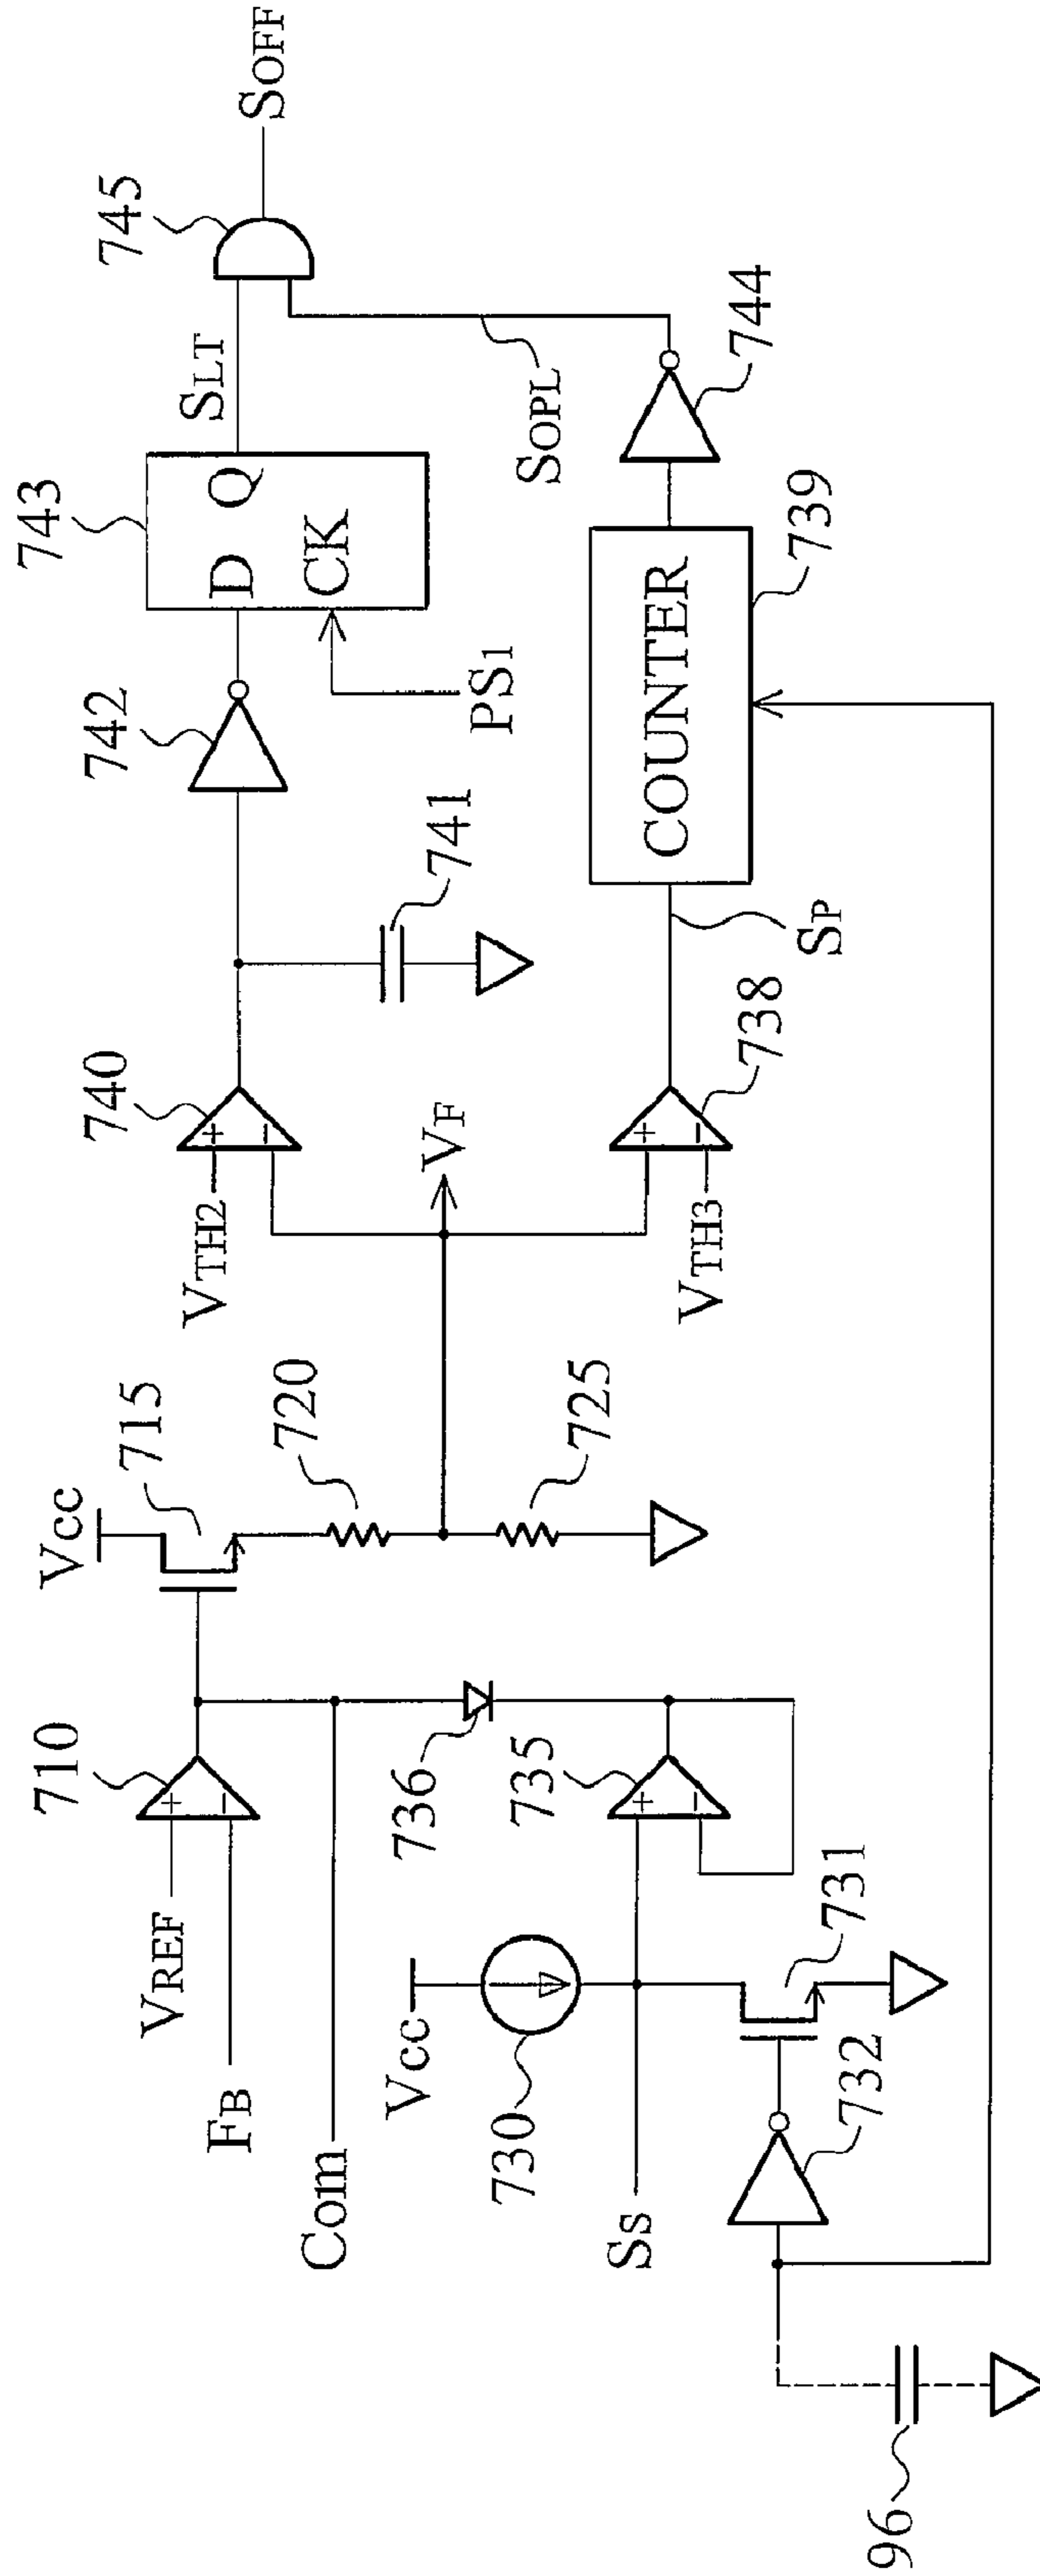 Vcc
710
715
VREF
+
−
FB
Com
720
725
736
Vcc
730
735
+
−
Ss
731
732
96
740
VTH2
+
−
VF
+
−
VTH3
738
SP
741
742
743
D Q
CK
PS1
SLT
745
SOFF
SOPL
COUNTER
739
744